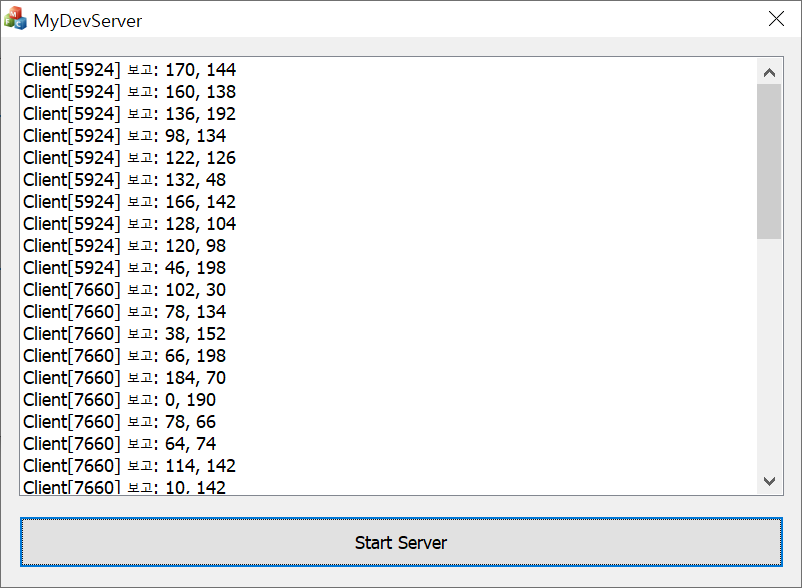 MyDevServer
Client[5924] 보고: 170, 144
Client[5924] 보고: 160, 138
Client[5924] 보고: 136, 192
Client[5924] 보고: 98, 134
Client[5924] 보고: 122, 126
Client[5924] 보고: 132, 48
Client[5924] 보고: 166, 142
Client[5924] 보고: 128, 104
Client[5924] 보고: 120, 98
Client[5924] 보고: 46, 198
Client[7660] 보고: 102, 30
Client[7660] 보고: 78, 134
Client[7660] 보고: 38, 152
Client[7660] 보고: 66, 198
Client[7660] 보고: 184, 70
Client[7660] 보고: 0, 190
Client[7660] 보고: 78, 66
Client[7660] 보고: 64, 74
Client[7660] 보고: 114, 142
Client[7660] 보고: 10, 142
Start Server